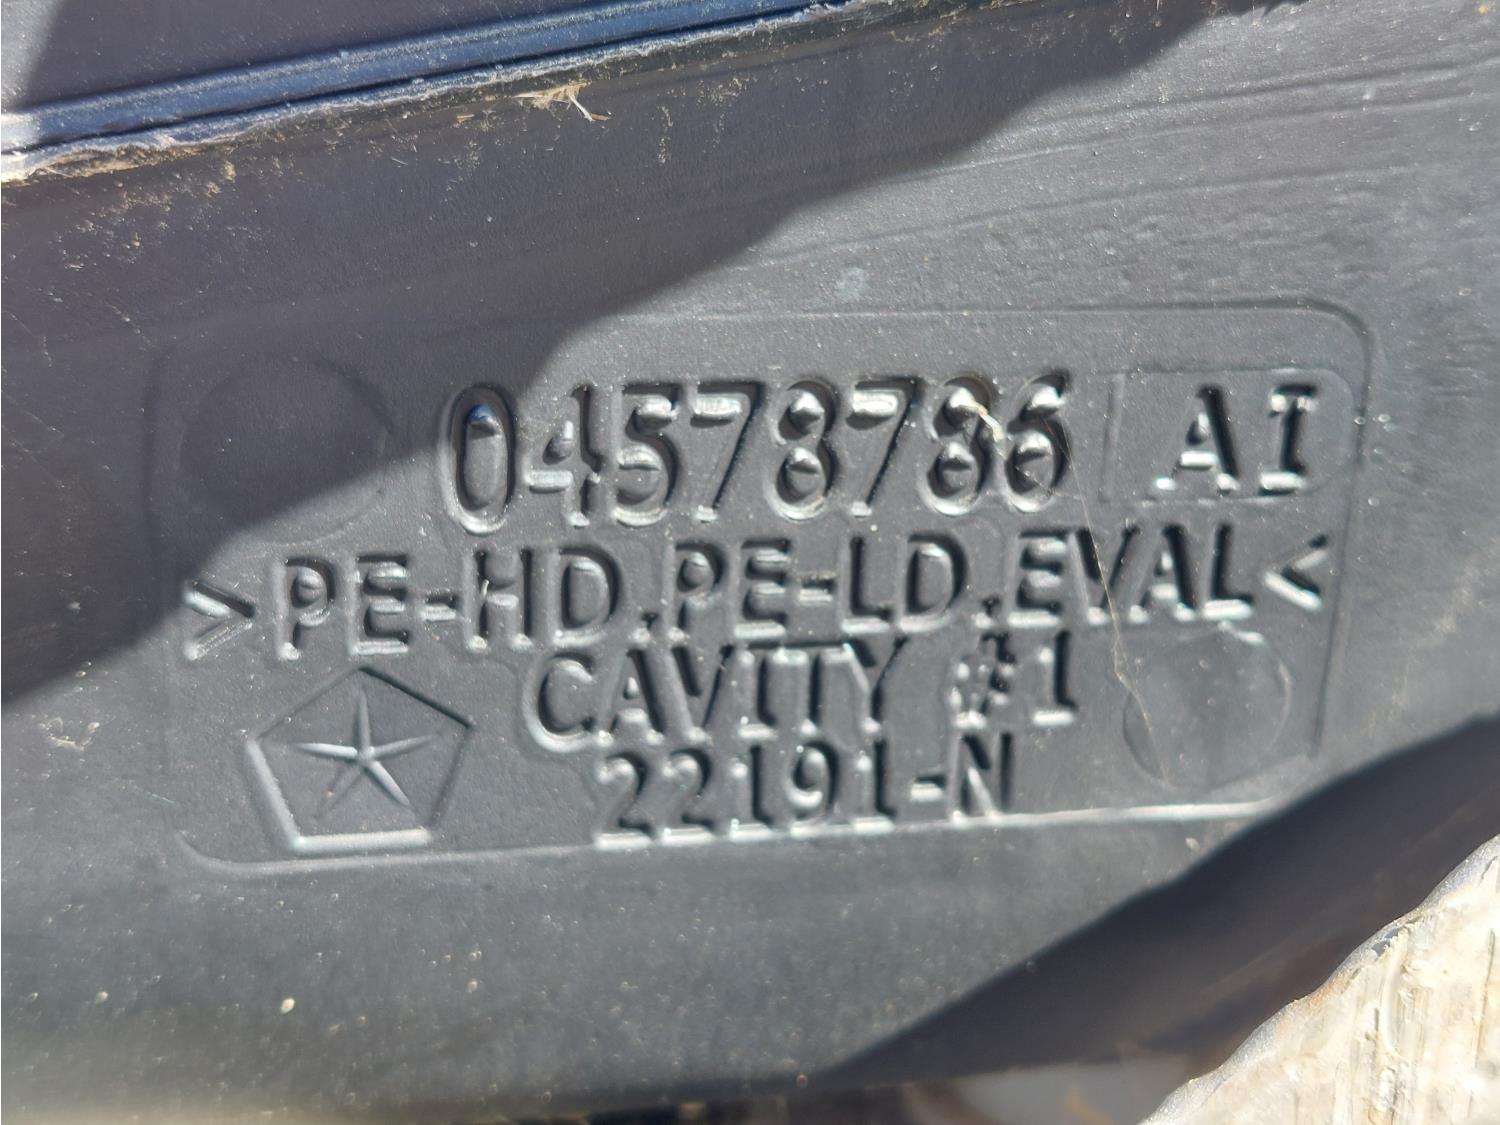 04578786 AI
>PE-HD.PE-LD.EVAL<
CAVITY #1
22191-N